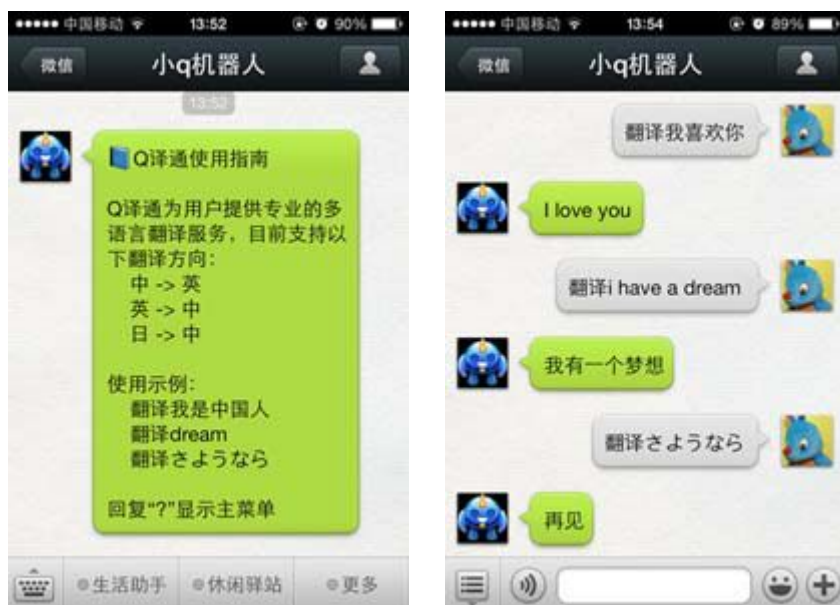 中国移动 13:52 90%
微信 小q机器人
13:52
Q译通使用指南
Q译通为用户提供专业的多
语言翻译服务，目前支持以
下翻译方向：
中 -> 英
英 -> 中
日 -> 中
使用示例：
翻译我是中国人
翻译dream
翻译さようなら
回复“?”显示主菜单
生活助手 休闲驿站 更多
中国移动 13:54 89%
微信 小q机器人
翻译我喜欢你
I love you
翻译i have a dream
我有一个梦想
翻译さようなら
再见